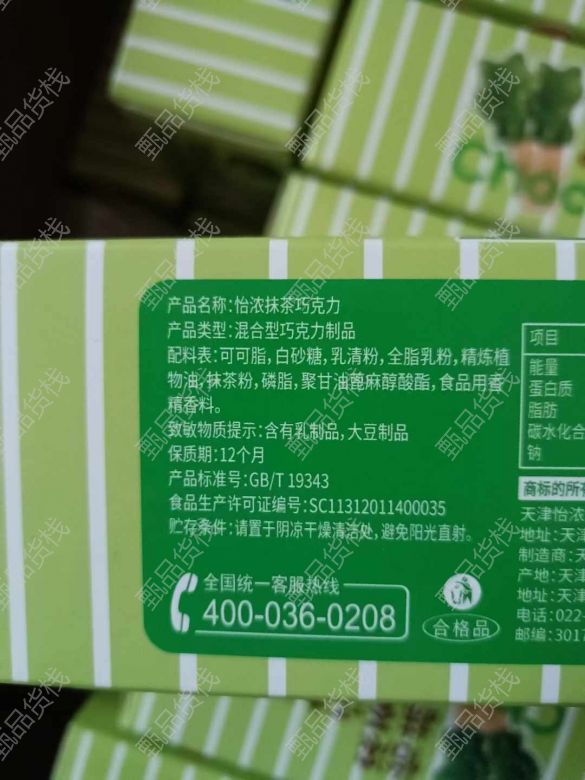 Choc
产品名称:怡浓抹茶巧克力
产品类型:混合型巧克力制品
配料表:可可脂,白砂糖,乳清粉,全脂乳粉,精炼植
物油,抹茶粉,磷脂,聚甘油蓖麻醇酸酯,食品用香
精香料。
致敏物质提示:含有乳制品,大豆制品
保质期:12个月
产品标准号:GB/T 19343
食品生产许可证编号:SC11312011400035
贮存条件:请置于阴凉干燥清洁处,避免阳光直射。
全国统一客服热线
400-036-0208
合格品
项目
能量
蛋白质
脂肪
碳水化合
钠
商标的所有
天津怡浓
地址:天津
制造商:天
产地:天津
地址:天津
电话:022-
邮编:3017
甄品货栈